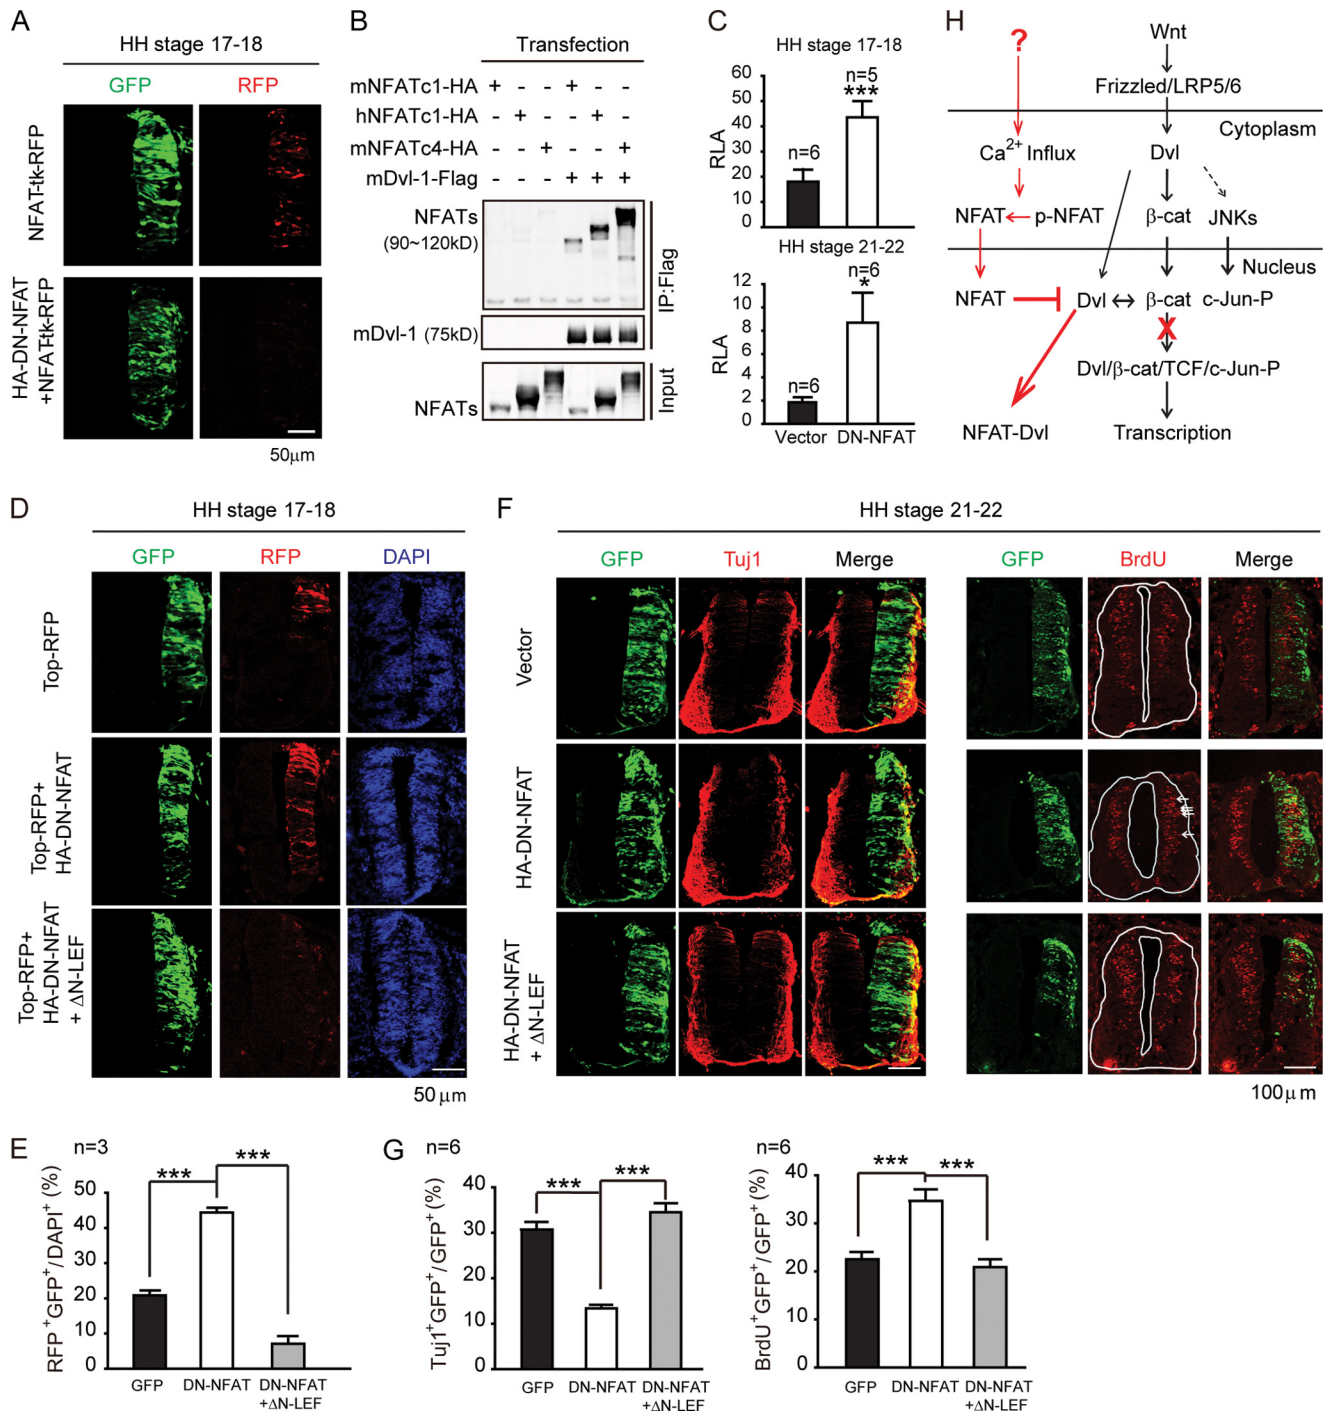 A
HH stage 17-18
GFP
RFP
NFAT-tk-RFP
HA-DN-NFAT
+NFAT-tk-RFP
50μm
B
Transfection
mNFATc1-HA + - - + - -
hNFATc1-HA - + - - + -
mNFATc4-HA - - + - - +
mDvl-1-Flag - - - + + +
NFATs
(90~120kD)
IP:Flag
mDvl-1 (75kD)
NFATs
Input
C
HH stage 17-18
RLA
60
50
40
30
20
10
0
n=6
n=5
***
HH stage 21-22
RLA
12
10
8
6
4
2
0
n=6
n=6
*
Vector
DN-NFAT
H
?
Wnt
Frizzled/LRP5/6
Cytoplasm
Ca2+ Influx
Dvl
NFAT
p-NFAT
β-cat
JNKs
Nucleus
NFAT
Dvl
β-cat
c-Jun-P
X
Dvl/β-cat/TCF/c-Jun-P
NFAT-Dvl
Transcription
D
HH stage 17-18
GFP
RFP
DAPI
Top-RFP
Top-RFP+
HA-DN-NFAT
Top-RFP+
HA-DN-NFAT
+ ΔN-LEF
50 μm
F
HH stage 21-22
GFP
Tuj1
Merge
GFP
BrdU
Merge
Vector
HA-DN-NFAT
HA-DN-NFAT
+ ΔN-LEF
100μm
E
n=3
RFP+GFP+/DAPI+ (%)
50
40
30
20
10
0
***
***
GFP
DN-NFAT
DN-NFAT
+ΔN-LEF
G
n=6
Tuj1+GFP+/GFP+ (%)
40
30
20
10
0
***
***
GFP
DN-NFAT
DN-NFAT
+ΔN-LEF
n=6
BrdU+GFP+/GFP+ (%)
40
30
20
10
0
***
***
GFP
DN-NFAT
DN-NFAT
+ΔN-LEF